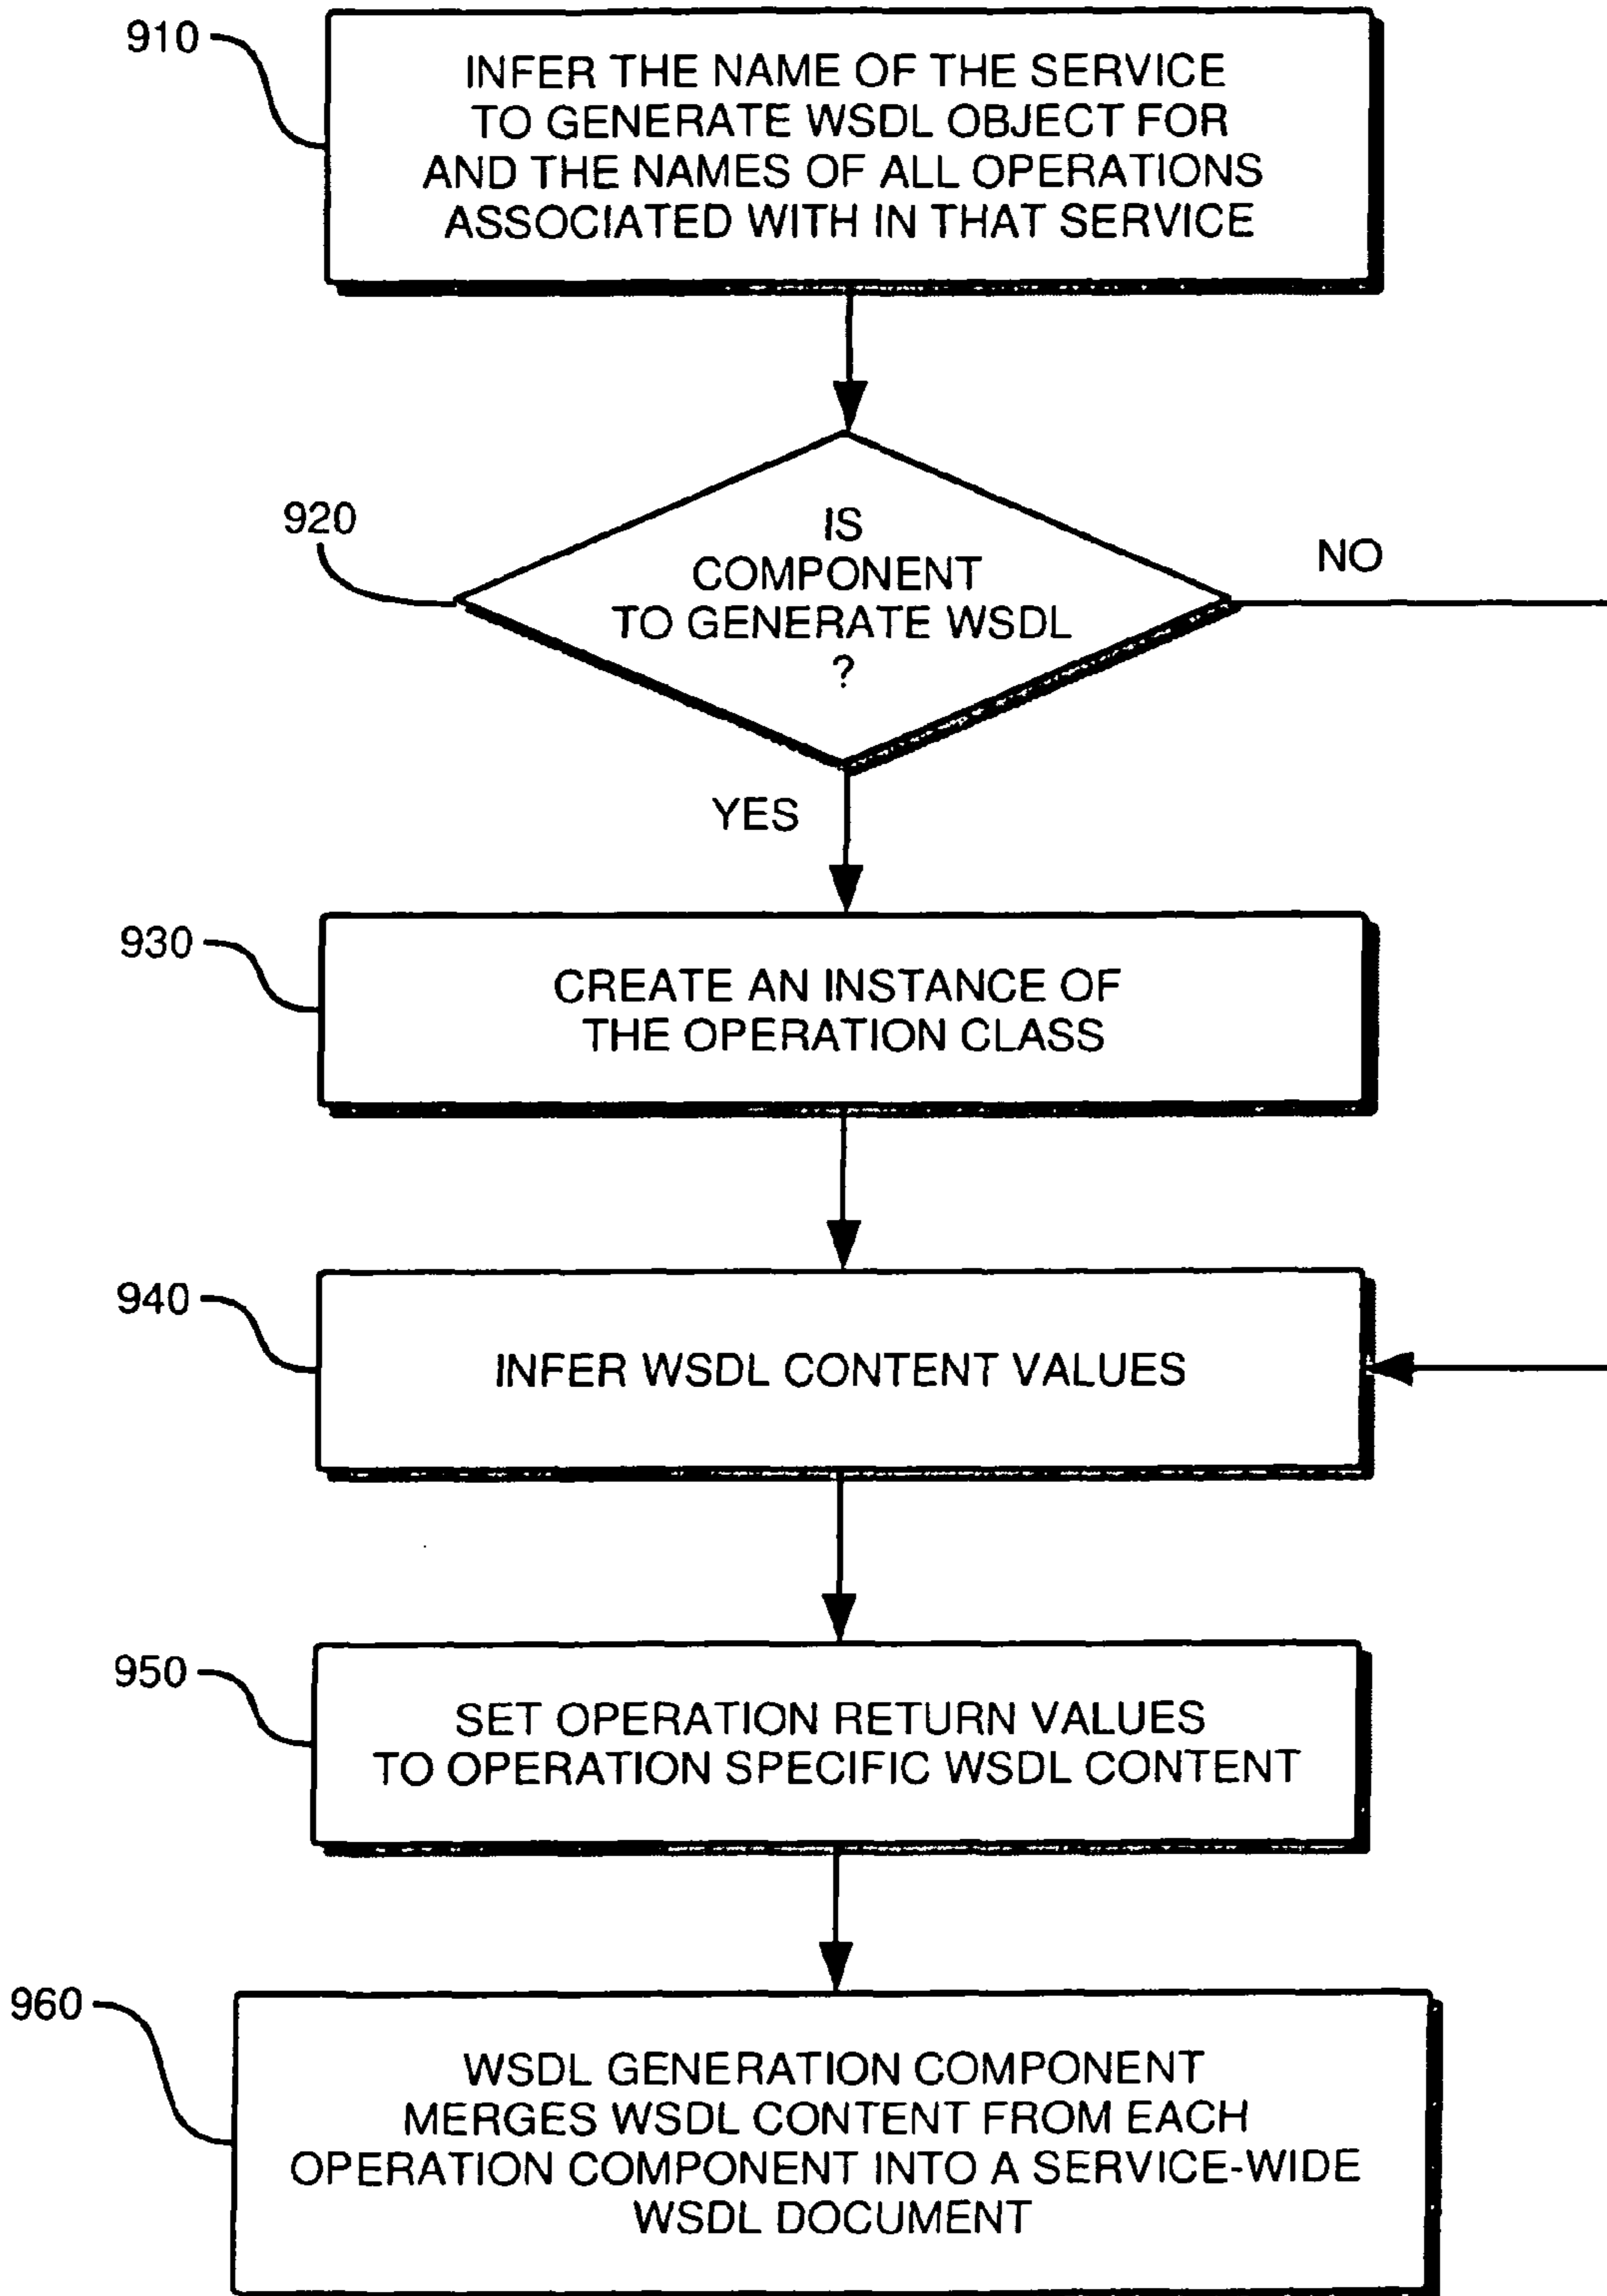 910
INFER THE NAME OF THE SERVICE
TO GENERATE WSDL OBJECT FOR
AND THE NAMES OF ALL OPERATIONS
ASSOCIATED WITH IN THAT SERVICE
920
IS
COMPONENT
TO GENERATE WSDL
?
NO
YES
930
CREATE AN INSTANCE OF
THE OPERATION CLASS
940
INFER WSDL CONTENT VALUES
950
SET OPERATION RETURN VALUES
TO OPERATION SPECIFIC WSDL CONTENT
960
WSDL GENERATION COMPONENT
MERGES WSDL CONTENT FROM EACH
OPERATION COMPONENT INTO A SERVICE-WIDE
WSDL DOCUMENT